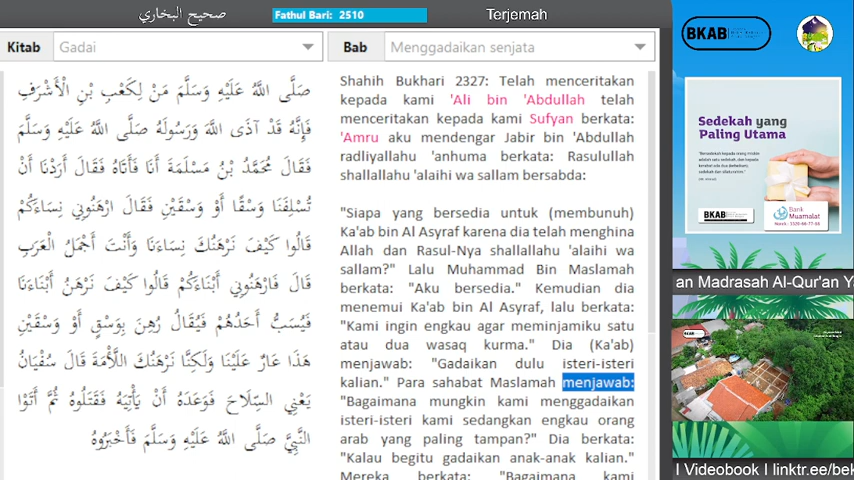 صحيح البخاري
Fathul Bari: 2510
Terjemah
Kitab
Gadai
Bab
Menggadaikan senjata
صَلَّى اللَّهُ عَلَيْهِ وَسَلَّمَ مَنْ لِكَعْبِ بْنِ الْأَشْرَفِ
فَإِنَّهُ قَدْ آذَى اللَّهَ وَرَسُولَهُ صَلَّى اللَّهُ عَلَيْهِ وَسَلَّمَ
فَقَالَ مُحَمَّدُ بْنُ مَسْلَمَةَ أَنَا فَأَتَاهُ فَقَالَ أَرَدْنَا أَنْ
تُسْلِفَنَا وَسْقًا أَوْ وَسْقَيْنِ فَقَالَ ارْهَنُونِي نِسَاءَكُمْ
قَالُوا كَيْفَ نَرْهَنُكَ نِسَاءَنَا وَأَنْتَ أَجْمَلُ الْعَرَبِ
قَالَ فَارْهَنُونِي أَبْنَاءَكُمْ قَالُوا كَيْفَ نَرْهَنُ أَبْنَاءَنَا
فَيُسَبُّ أَحَدُهُمْ فَيُقَالُ رُهِنَ بِوَسْقٍ أَوْ وَسْقَيْنِ
هَذَا عَارٌ عَلَيْنَا وَلَكِنَّا نَرْهَنُكَ اللَّأْمَةَ قَالَ سُفْيَانُ
يَعْنِي السِّلَاحَ فَوَعَدَهُ أَنْ يَأْتِيَهُ فَقَتَلُوهُ ثُمَّ أَتَوْا
النَّبِيَّ صَلَّى اللَّهُ عَلَيْهِ وَسَلَّمَ فَأَخْبَرُوهُ
Shahih Bukhari 2327: Telah menceritakan
kepada kami 'Ali bin 'Abdullah telah
menceritakan kepada kami Sufyan berkata:
'Amru aku mendengar Jabir bin 'Abdullah
radliyallahu 'anhuma berkata: Rasulullah
shallallahu 'alaihi wa sallam bersabda:
"Siapa yang bersedia untuk (membunuh)
Ka'ab bin Al Asyraf karena dia telah menghina
Allah dan Rasul-Nya shallallahu 'alaihi wa
sallam?" Lalu Muhammad Bin Maslamah
berkata: "Aku bersedia." Kemudian dia
menemui Ka'ab bin Al Asyraf, lalu berkata:
"Kami ingin engkau agar meminjamiku satu
atau dua wasaq kurma." Dia (Ka'ab)
menjawab: "Gadaikan dulu isteri-isteri
kalian." Para sahabat Maslamah menjawab:
"Bagaimana mungkin kami menggadaikan
isteri-isteri kami sedangkan engkau orang
arab yang paling tampan?" Dia berkata:
"Kalau begitu gadaikan anak-anak kalian."
Mereka berkata: "Bagaimana kami
BKAB
Sedekah yang
Paling Utama
BKAB
Bank
Muamalat
an Madrasah Al-Qur'an Y
I Videobook I linktr.ee/bek